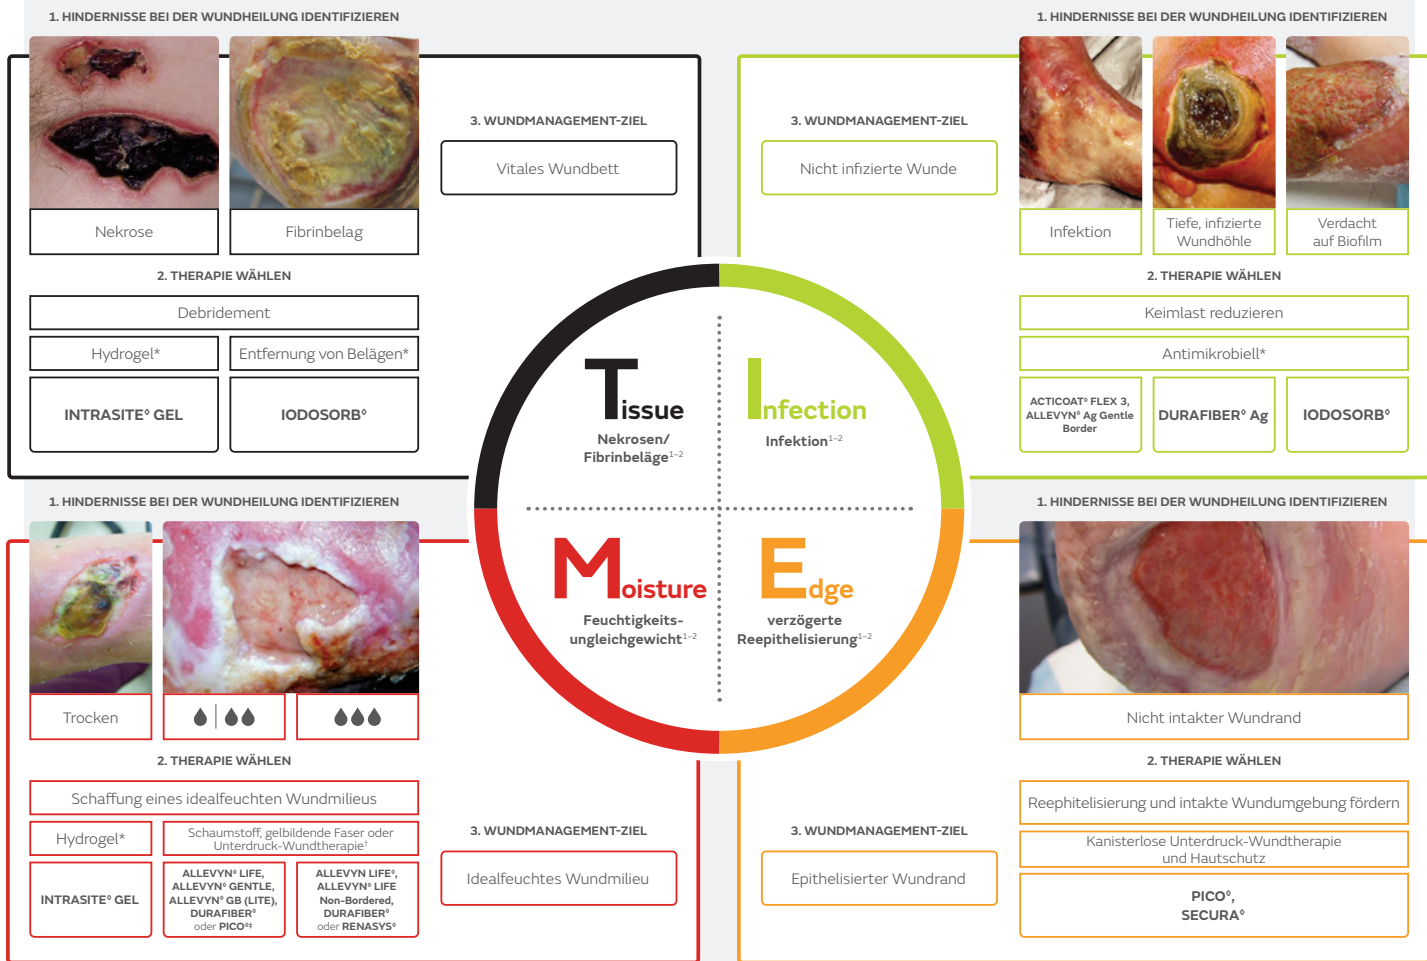 1. HINDERNISSE BEI DER WUNDHEILUNG IDENTIFIZIEREN
Nekrose
Fibrinbelag
2. THERAPIE WÄHLEN
Debridement
Hydrogel*
Entfernung von Belägen*
INTRASITE◊ GEL
IODOSORB◊
3. WUNDMANAGEMENT-ZIEL
Vitales Wundbett
1. HINDERNISSE BEI DER WUNDHEILUNG IDENTIFIZIEREN
Infektion
Tiefe, infizierte
Wundhöhle
Verdacht
auf Biofilm
2. THERAPIE WÄHLEN
Keimlast reduzieren
Antimikrobiell*
ACTICOAT◊ FLEX 3,
ALLEVYN◊ Ag Gentle
Border
DURAFIBER◊ Ag
IODOSORB◊
3. WUNDMANAGEMENT-ZIEL
Nicht infizierte Wunde
Tissue
Nekrosen/
Fibrinbeläge1–2
Infection
Infektion1–2
Moisture
Feuchtigkeits-
ungleichgewicht1–2
Edge
verzögerte
Reepithelisierung1–2
1. HINDERNISSE BEI DER WUNDHEILUNG IDENTIFIZIEREN
Trocken
2. THERAPIE WÄHLEN
Schaffung eines idealfeuchten Wundmilieus
Hydrogel*
Schaumstoff, gelbildende Faser oder
Unterdruck-Wundtherapie†
INTRASITE◊ GEL
ALLEVYN◊ LIFE,
ALLEVYN◊ GENTLE,
ALLEVYN◊ GB (LITE),
DURAFIBER◊
oder PICO◊‡
ALLEVYN LIFE◊,
ALLEVYN◊ LIFE
Non-Bordered,
DURAFIBER◊
oder RENASYS◊
3. WUNDMANAGEMENT-ZIEL
Idealfeuchtes Wundmilieu
1. HINDERNISSE BEI DER WUNDHEILUNG IDENTIFIZIEREN
Nicht intakter Wundrand
2. THERAPIE WÄHLEN
Reephitelisierung und intakte Wundumgebung fördern
Kanisterlose Unterdruck-Wundtherapie
und Hautschutz
PICO◊,
SECURA◊
3. WUNDMANAGEMENT-ZIEL
Epithelisierter Wundrand